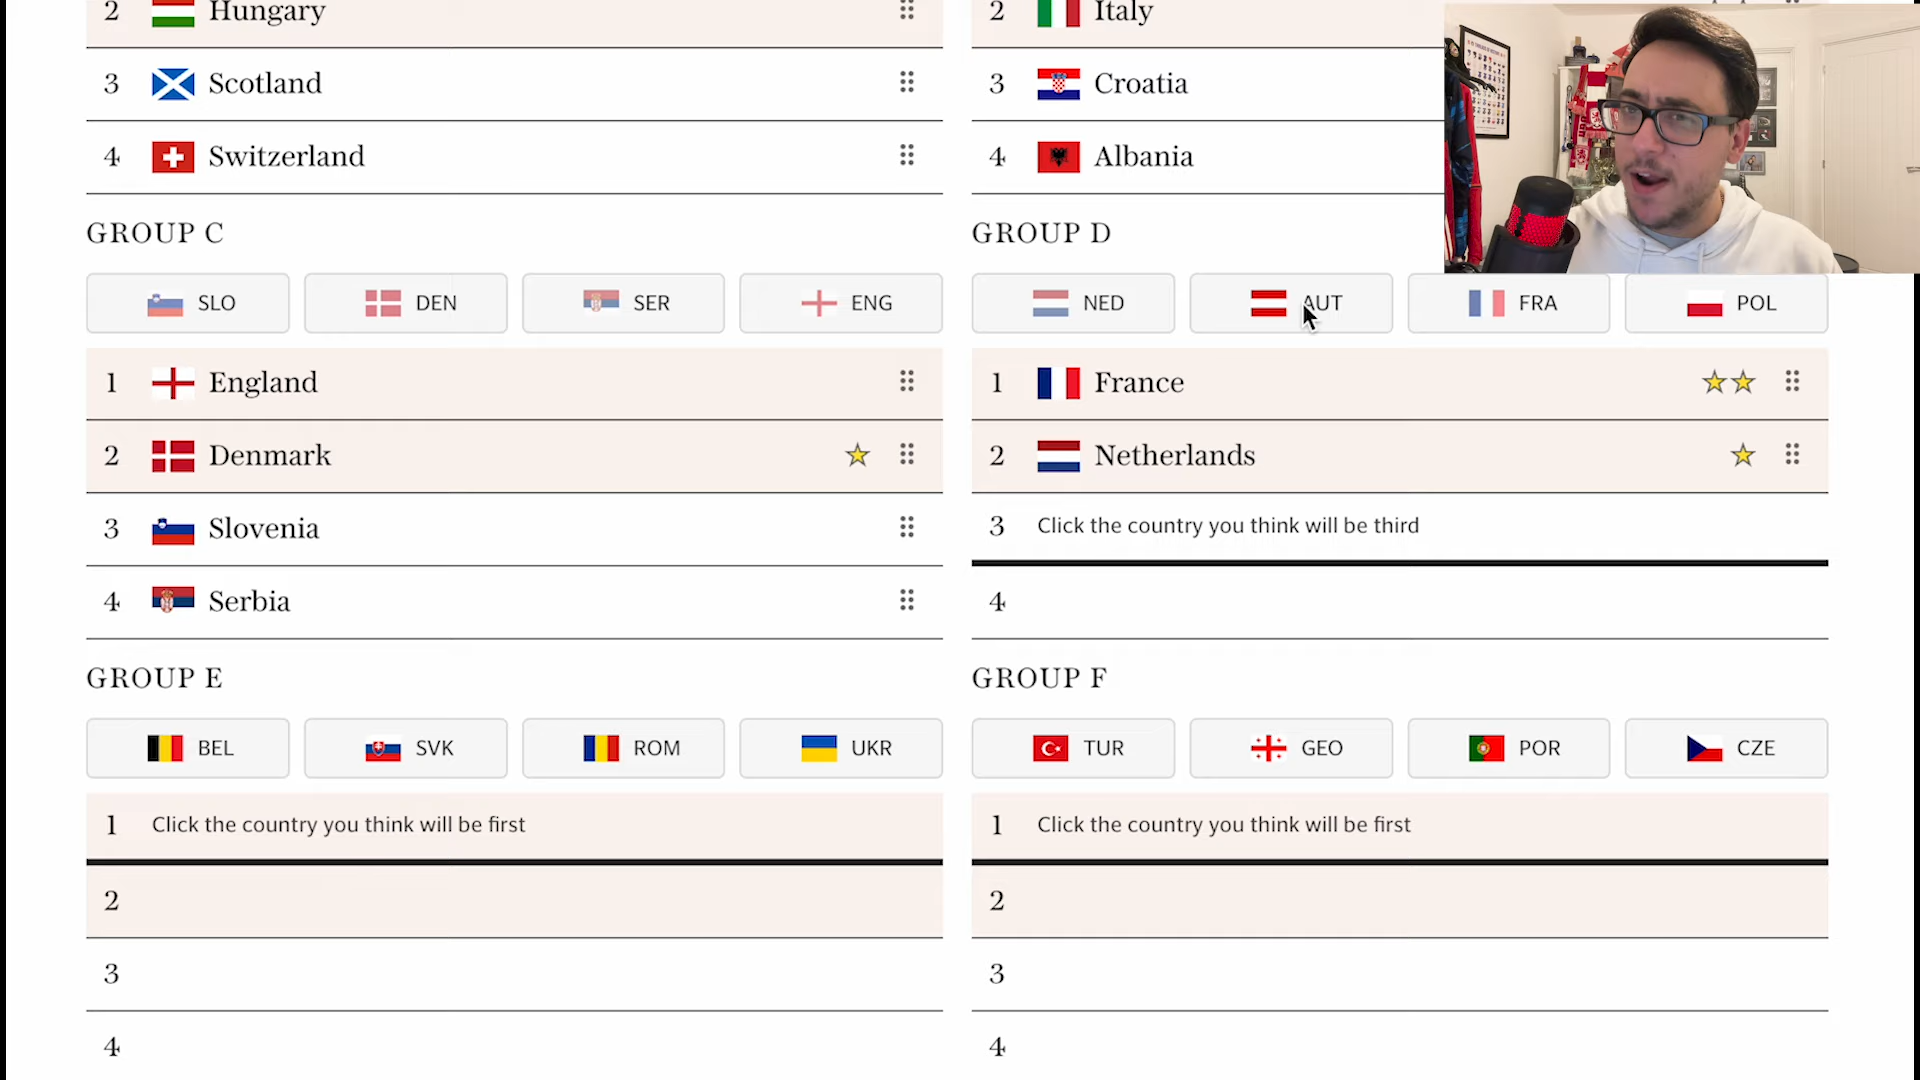 2 Hungary
3 Scotland
4 Switzerland
2 Italy
3 Croatia
4 Albania
GROUP C
SLO DEN SER ENG
1 England
2 Denmark
3 Slovenia
4 Serbia
GROUP D
NED AUT FRA POL
1 France
2 Netherlands
3 Click the country you think will be third
4
GROUP E
BEL SVK ROM UKR
1 Click the country you think will be first
2
3
4
GROUP F
TUR GEO POR CZE
1 Click the country you think will be first
2
3
4